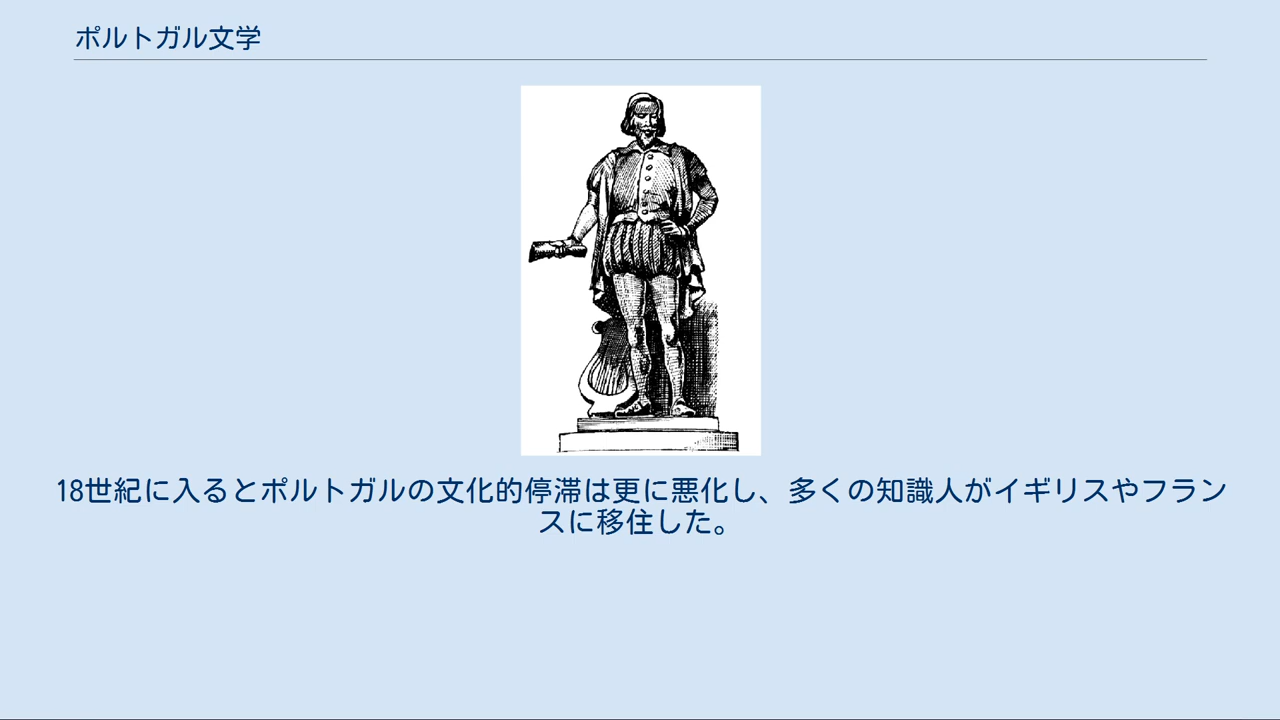 ポルトガル文学
18世紀に入るとポルトガルの文化的停滞は更に悪化し、多くの知識人がイギリスやフラン
スに移住した。